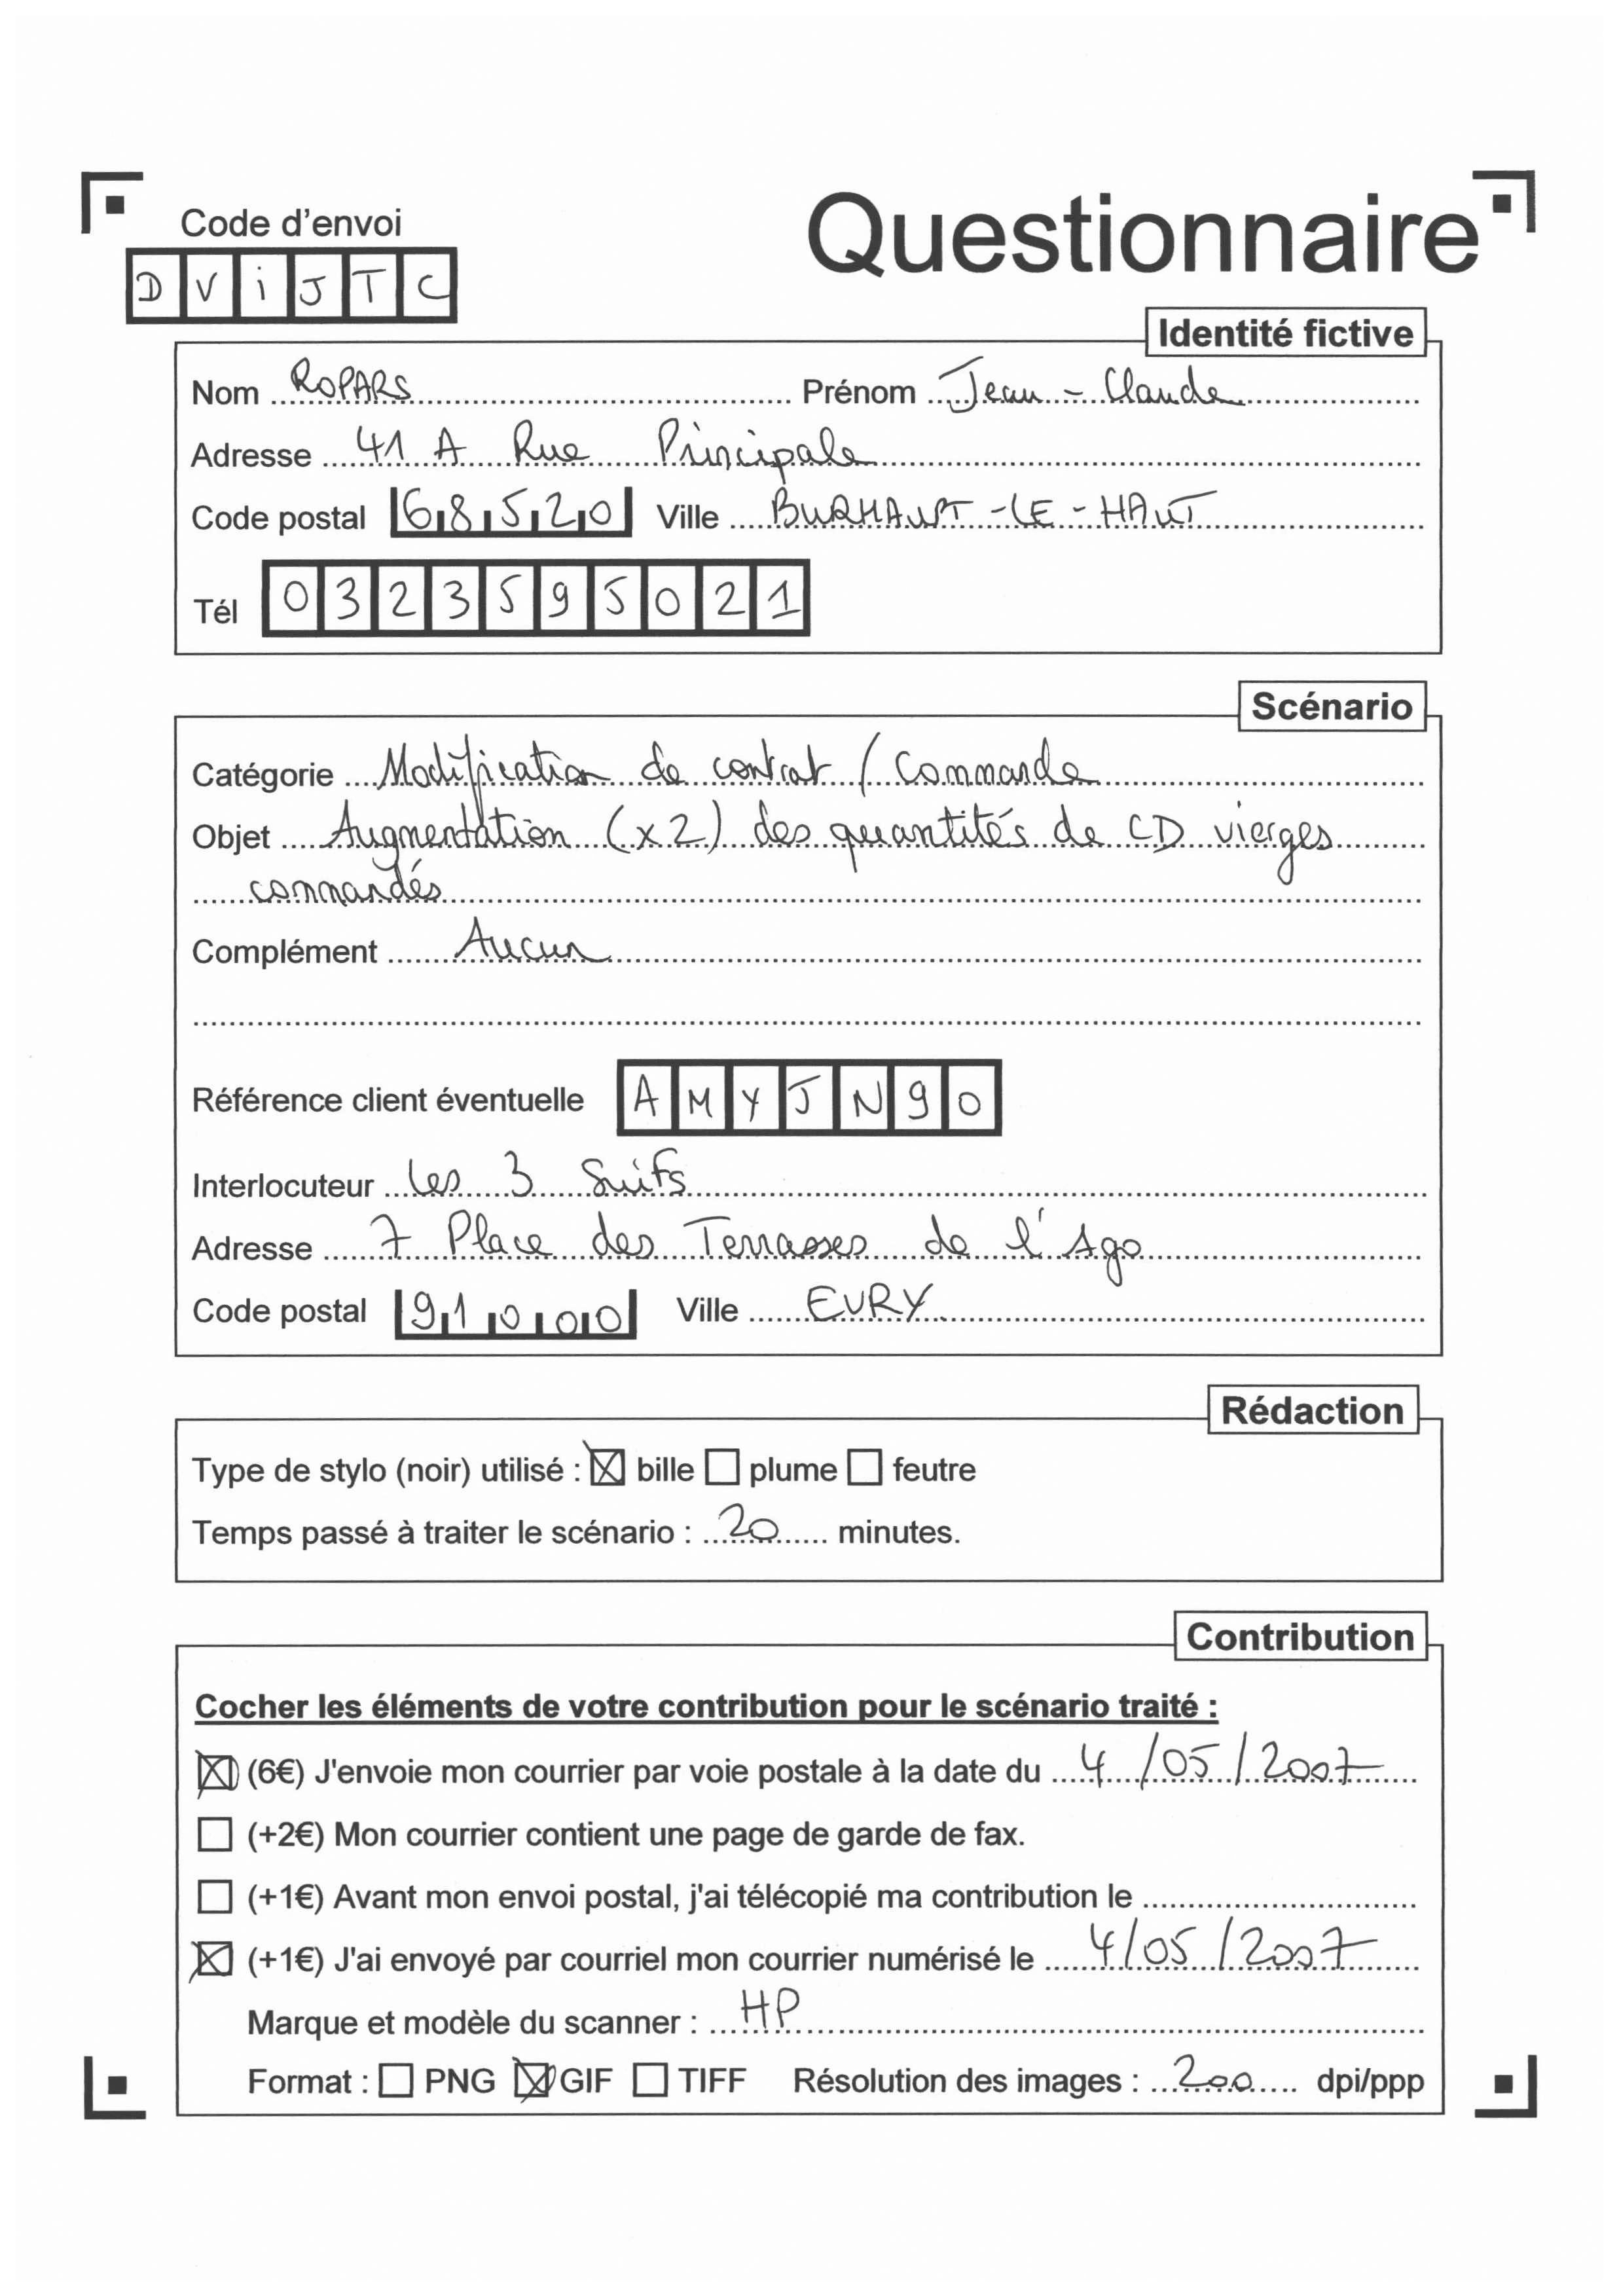 Code d'envoi
Questionnaire
DViJTC
Identité fictive
Nom ROPARS Prénom Jean-Claude
Adresse 41 A Rue Principale
Code postal 68520 Ville BURHAUPT-LE-HAUT
Tél 0323595021
Scénario
Catégorie Modification de contrat / Commande
Objet Augmentation (x2) des quantités de CD vierges
commandés
Complément Aucun
Référence client éventuelle AMYJN90
Interlocuteur Les 3 Suifs
Adresse 7 Place des Terrasses de l'Ago
Code postal 91000 Ville EVRY
Rédaction
Type de stylo (noir) utilisé : ☒ bille ☐ plume ☐ feutre
Temps passé à traiter le scénario : 20 minutes.
Contribution
Cocher les éléments de votre contribution pour le scénario traité :
☒ (6€) J'envoie mon courrier par voie postale à la date du 4/05/2007
☐ (+2€) Mon courrier contient une page de garde de fax.
☐ (+1€) Avant mon envoi postal, j'ai télécopié ma contribution le
☒ (+1€) J'ai envoyé par courriel mon courrier numérisé le 4/05/2007
Marque et modèle du scanner : HP
Format : ☐ PNG ☒ GIF ☐ TIFF Résolution des images : 200 dpi/ppp